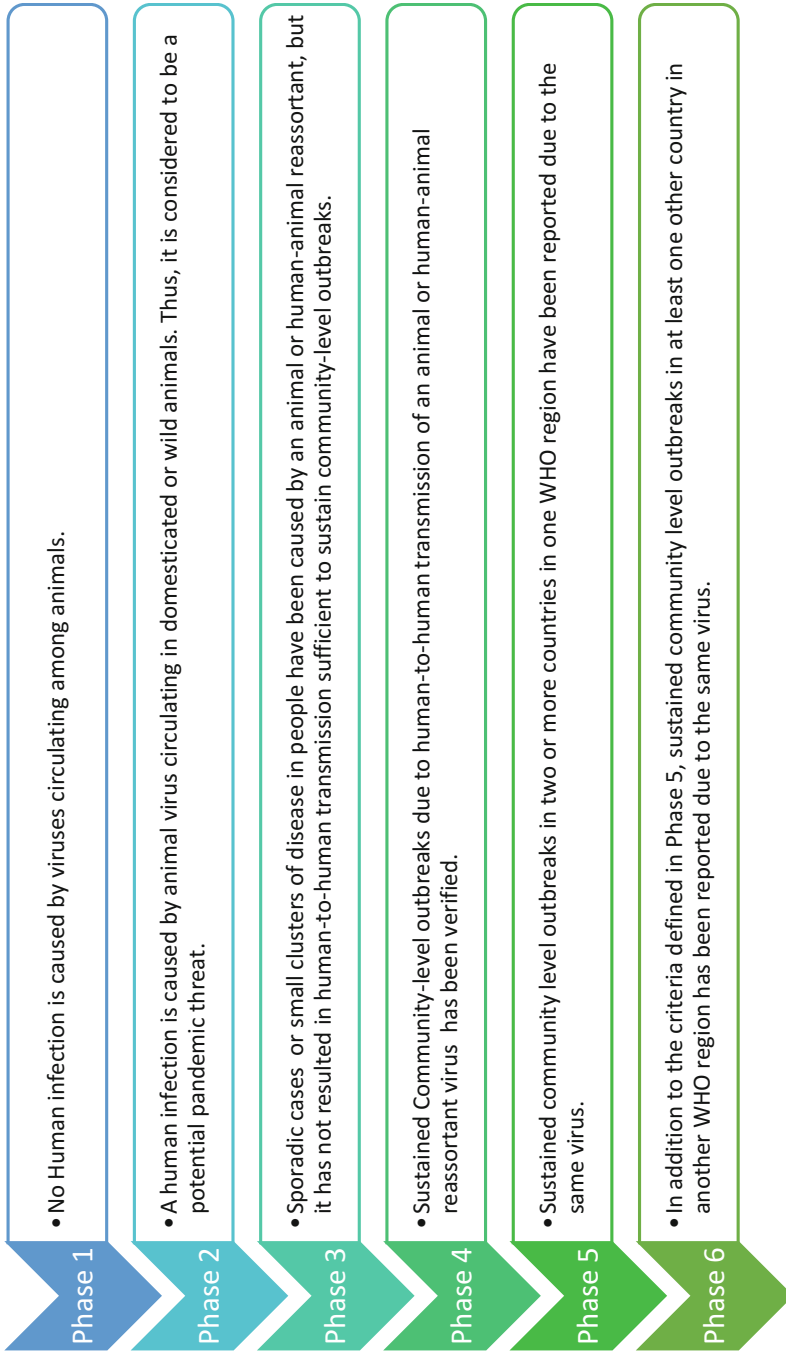 Phase 1
• No Human infection is caused by viruses circulating among animals.
Phase 2
• A human infection is caused by animal virus circulating in domesticated or wild animals. Thus, it is considered to be a
potential pandemic threat.
Phase 3
• Sporadic cases or small clusters of disease in people have been caused by an animal or human-animal reassortant, but
it has not resulted in human-to-human transmission sufficient to sustain community-level outbreaks.
Phase 4
• Sustained Community-level outbreaks due to human-to-human transmission of an animal or human-animal
reassortant virus has been verified.
Phase 5
• Sustained community level outbreaks in two or more countries in one WHO region have been reported due to the
same virus.
Phase 6
• In addition to the criteria defined in Phase 5, sustained community level outbreaks in at least one other country in
another WHO region has been reported due to the same virus.